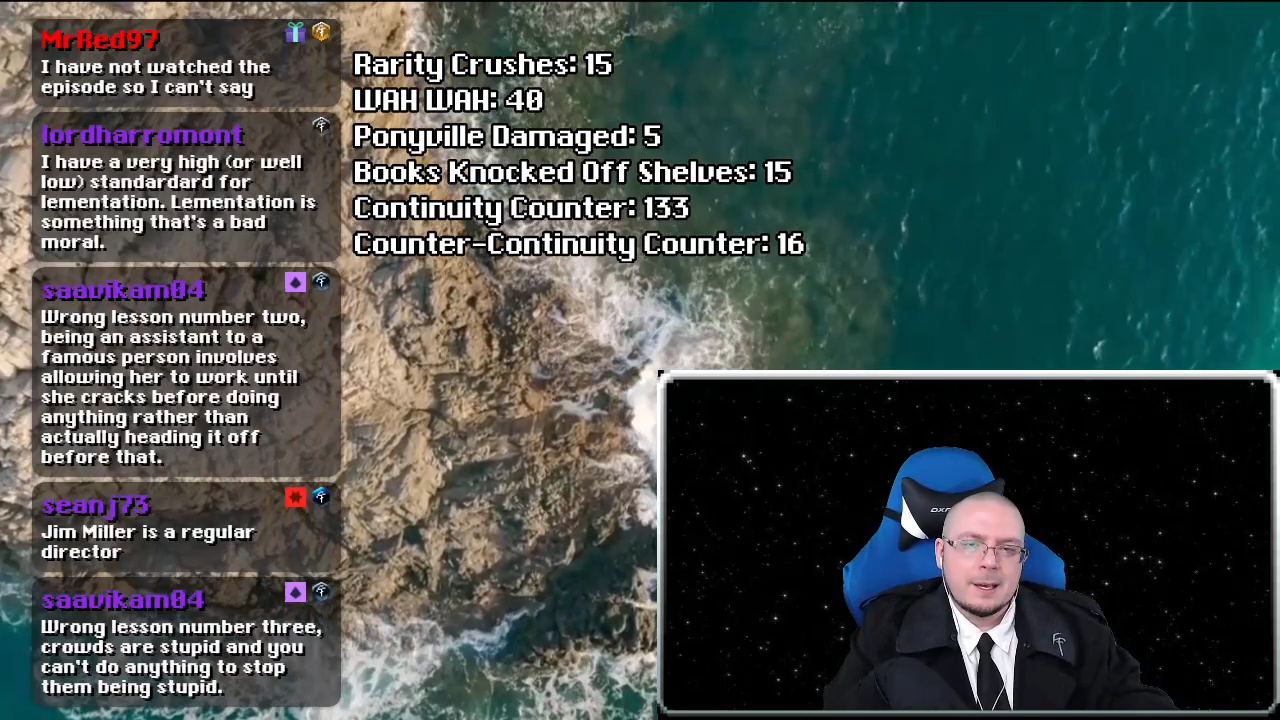 MrRed97
I have not watched the
episode so I can't say
lordharromont
I have a very high (or well
low) standardard for
lementation. Lementation is
something that's a bad
moral.
saavikam04
Wrong lesson number two,
being an assistant to a
famous person involves
allowing her to work until
she cracks before doing
anything rather than
actually heading it off
before that.
seanj73
Jim Miller is a regular
director
saavikam04
Wrong lesson number three,
crowds are stupid and you
can't do anything to stop
them being stupid.
Rarity Crushes: 15
WAH WAH: 40
Ponyville Damaged: 5
Books Knocked Off Shelves: 15
Continuity Counter: 133
Counter-Continuity Counter: 16